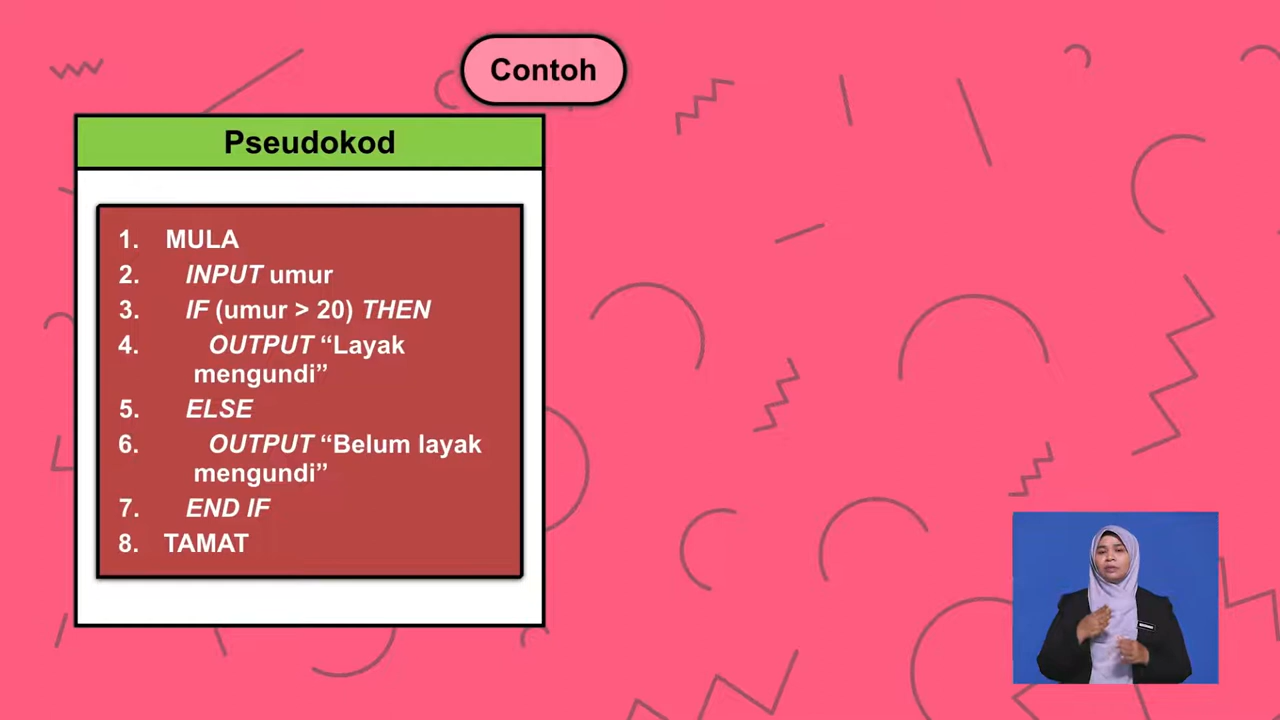 Contoh
Pseudokod
1. MULA
2. INPUT umur
3. IF (umur > 20) THEN
4. OUTPUT “Layak
mengundi”
5. ELSE
6. OUTPUT “Belum layak
mengundi”
7. END IF
8. TAMAT